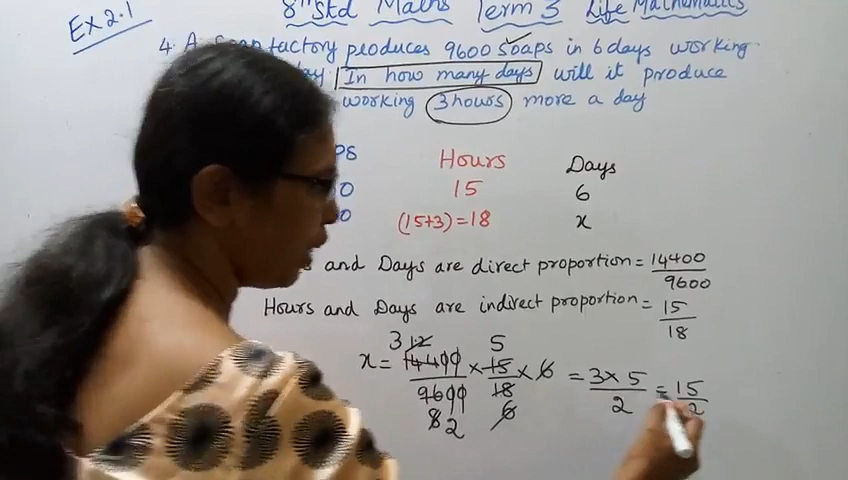 8th Std Maths Term 3 Life Mathematics
Ex 2.1
4. A Soap factory produces 9600 soaps in 6 days working
day. In how many days will it produce
working 3 hours more a day
PS Hours Days
0 15 6
0 (15+3)=18 x
s and Days are direct proportion = 14400/9600
Hours and Days are indirect proportion = 15/18
3 12 5
x = 14400/9600 × 15/18 × 6 = 3×5/2 = 15/2
8 2 6